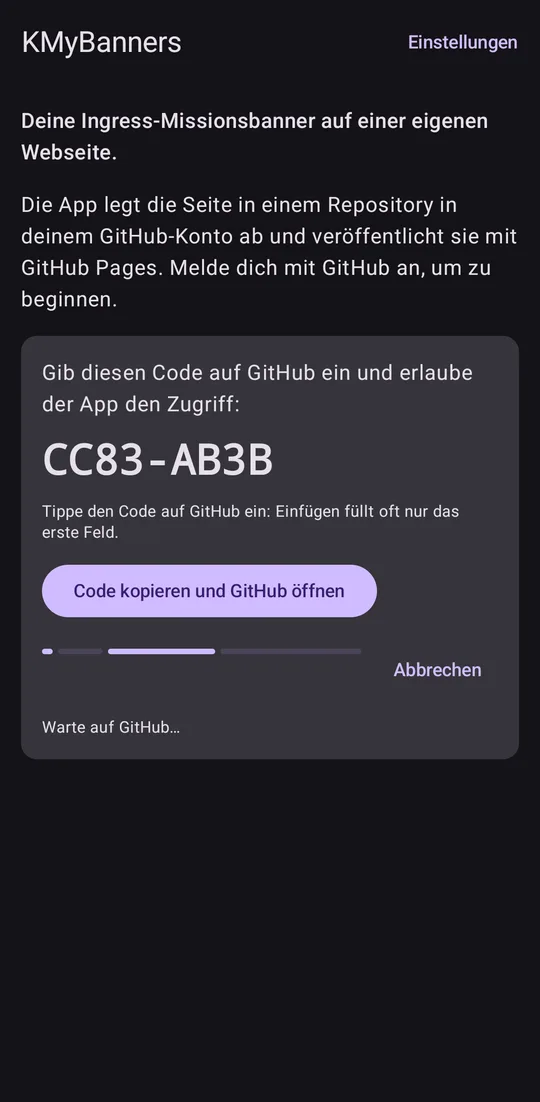 KMyBanners
Einstellungen
Deine Ingress-Missionsbanner auf einer eigenen
Webseite.
Die App legt die Seite in einem Repository in
deinem GitHub-Konto ab und veröffentlicht sie mit
GitHub Pages. Melde dich mit GitHub an, um zu
beginnen.
Gib diesen Code auf GitHub ein und erlaube
der App den Zugriff:
CC83-AB3B
Tippe den Code auf GitHub ein: Einfügen füllt oft nur das
erste Feld.
Code kopieren und GitHub öffnen
Abbrechen
Warte auf GitHub…